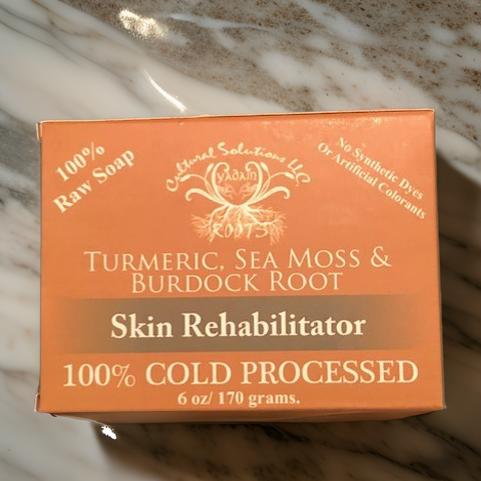 100%
Raw Soap
Cultural Solutions LLC.
ROOTS
No Synthetic Dyes
Or Artificial Colorants
TURMERIC, SEA MOSS &
BURDOCK ROOT
Skin Rehabilitator
100% COLD PROCESSED
6 oz/ 170 grams.